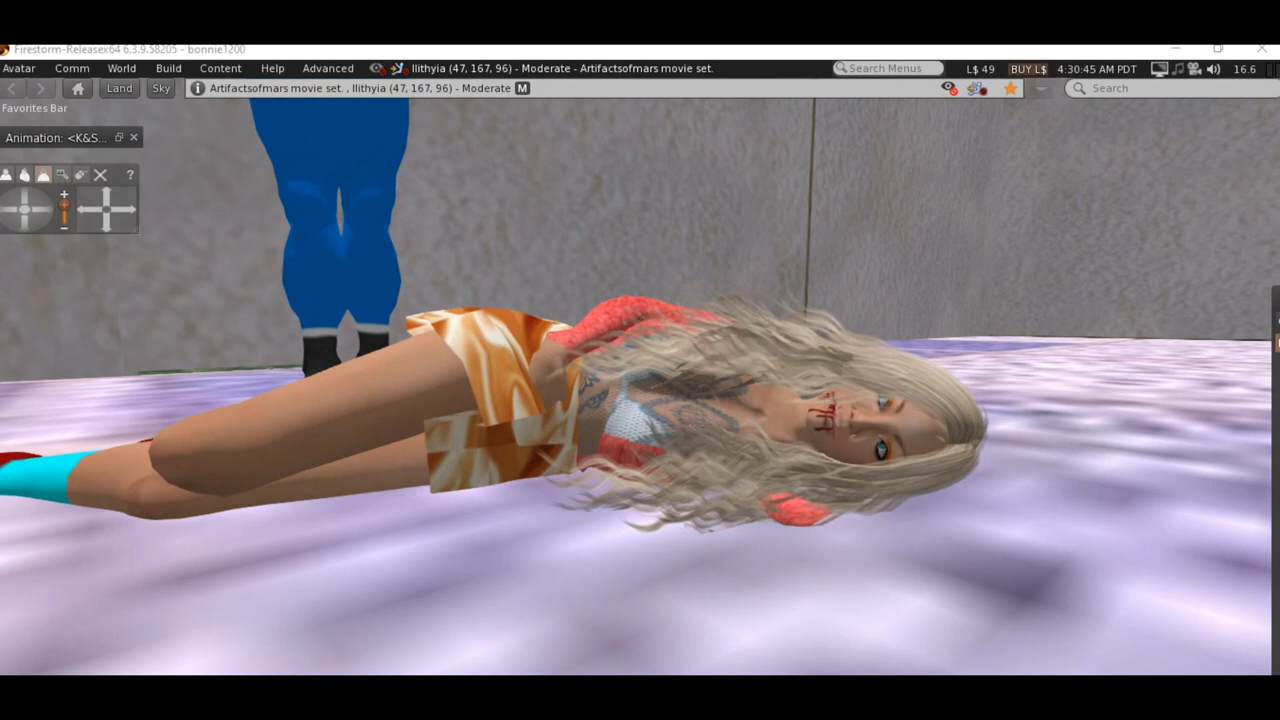 Firestorm-Releasex64 6.3.9.58205 - bonnie1200
Avatar Comm World Build Content Help Advanced Ilithyia (47, 167, 96) - Moderate - Artifactsofmars movie set. Search Menus L$ 49 BUY L$ 4:30:45 AM PDT 16.6
Land Sky Artifactsofmars movie set. , Ilithyia (47, 167, 96) - Moderate M Search
Favorites Bar
Animation: <K&S...
?